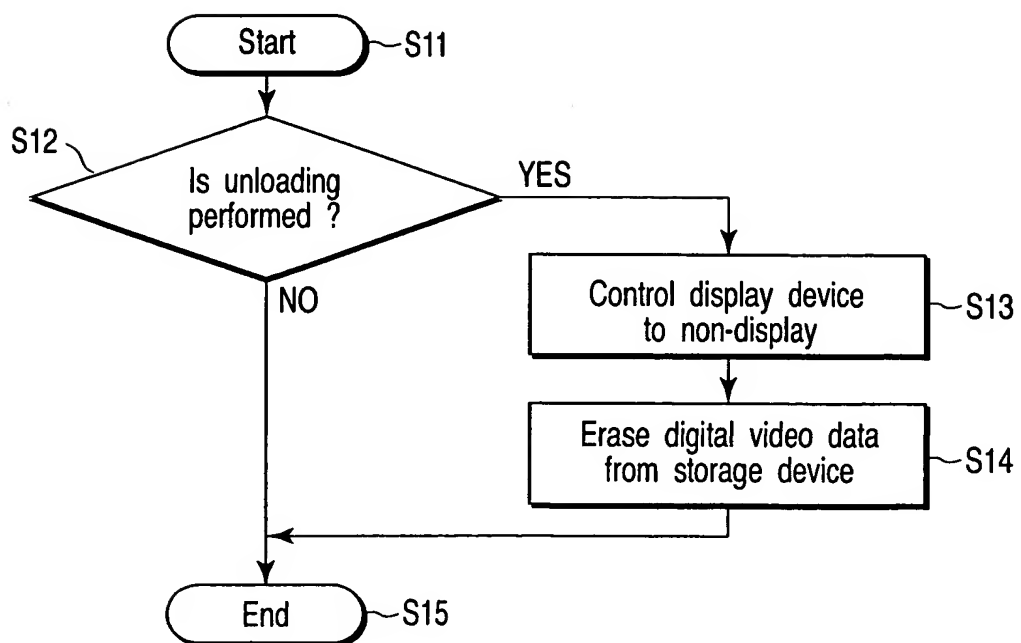 Start
S11
S12
Is unloading
performed ?
YES
NO
Control display device
to non-display
S13
Erase digital video data
from storage device
S14
End
S15